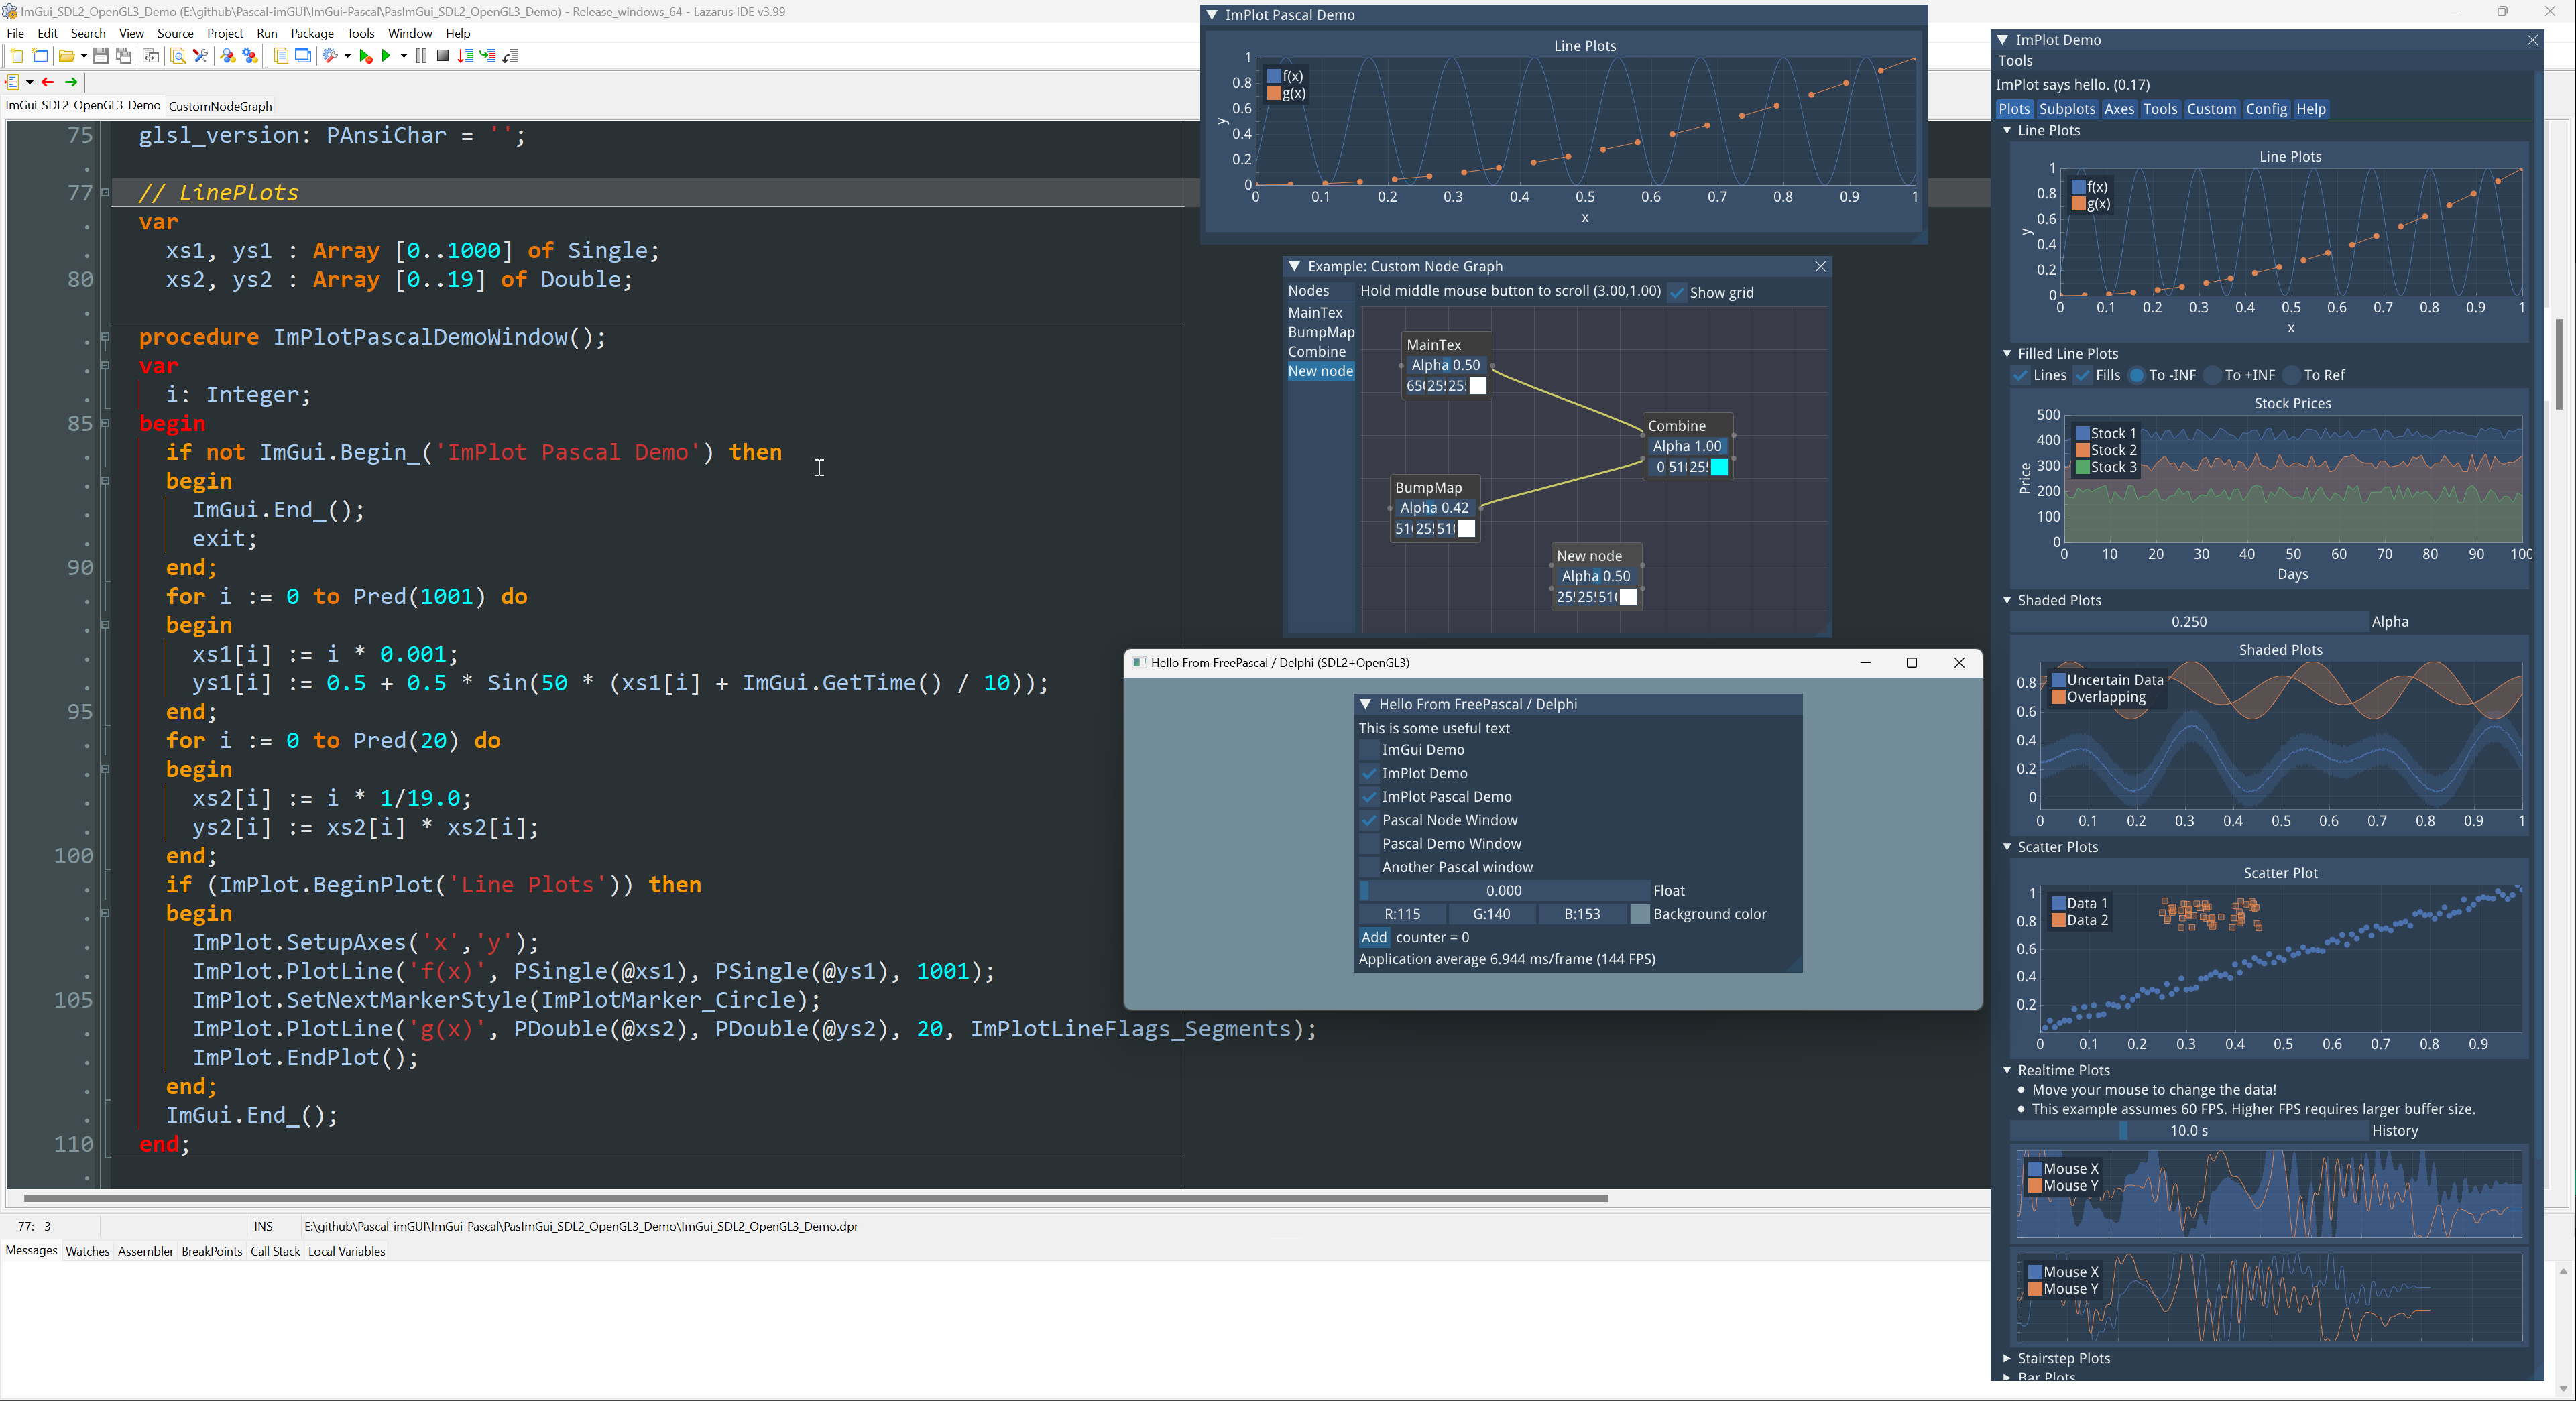 ImGui_SDL2_OpenGL3_Demo (E:\github\Pascal-imGUI\ImGui-Pascal\PasImGui_SDL2_OpenGL3_Demo) - Release_windows_64 - Lazarus IDE v3.99
File Edit Search View Source Project Run Package Tools Window Help
ImGui_SDL2_OpenGL3_Demo CustomNodeGraph
75 glsl_version: PAnsiChar = '';
77 // LinePlots
var
xs1, ys1 : Array [0..1000] of Single;
80 xs2, ys2 : Array [0..19] of Double;
procedure ImPlotPascalDemoWindow();
var
i: Integer;
85 begin
if not ImGui.Begin_('ImPlot Pascal Demo') then
begin
ImGui.End_();
exit;
90 end;
for i := 0 to Pred(1001) do
begin
xs1[i] := i * 0.001;
ys1[i] := 0.5 + 0.5 * Sin(50 * (xs1[i] + ImGui.GetTime() / 10));
95 end;
for i := 0 to Pred(20) do
begin
xs2[i] := i * 1/19.0;
ys2[i] := xs2[i] * xs2[i];
100 end;
if (ImPlot.BeginPlot('Line Plots')) then
begin
ImPlot.SetupAxes('x','y');
ImPlot.PlotLine('f(x)', PSingle(@xs1), PSingle(@ys1), 1001);
105 ImPlot.SetNextMarkerStyle(ImPlotMarker_Circle);
ImPlot.PlotLine('g(x)', PDouble(@xs2), PDouble(@ys2), 20, ImPlotLineFlags_Segments);
ImPlot.EndPlot();
end;
ImGui.End_();
110 end;
77: 3 INS E:\github\Pascal-imGUI\ImGui-Pascal\PasImGui_SDL2_OpenGL3_Demo\ImGui_SDL2_OpenGL3_Demo.dpr
Messages Watches Assembler BreakPoints Call Stack Local Variables
ImPlot Pascal Demo
Line Plots
f(x)
g(x)
y
1
0.8
0.6
0.4
0.2
0
0 0.1 0.2 0.3 0.4 0.5 0.6 0.7 0.8 0.9 1
x
Example: Custom Node Graph
Nodes Hold middle mouse button to scroll (3.00,1.00) Show grid
MainTex
BumpMap
Combine
New node
MainTex
Alpha 0.50
Combine
Alpha 1.00
BumpMap
Alpha 0.42
New node
Alpha 0.50
Hello From FreePascal / Delphi (SDL2+OpenGL3)
Hello From FreePascal / Delphi
This is some useful text
ImGui Demo
ImPlot Demo
ImPlot Pascal Demo
Pascal Node Window
Pascal Demo Window
Another Pascal window
0.000 Float
R:115 G:140 B:153 Background color
Add counter = 0
Application average 6.944 ms/frame (144 FPS)
ImPlot Demo
Tools
ImPlot says hello. (0.17)
Plots Subplots Axes Tools Custom Config Help
Line Plots
Line Plots
f(x)
g(x)
y
1
0.8
0.6
0.4
0.2
0
0 0.1 0.2 0.3 0.4 0.5 0.6 0.7 0.8 0.9 1
x
Filled Line Plots
Lines Fills To -INF To +INF To Ref
Stock Prices
Stock 1
Stock 2
Stock 3
Price
500
400
300
200
100
0
0 10 20 30 40 50 60 70 80 90 100
Days
Shaded Plots
0.250 Alpha
Shaded Plots
Uncertain Data
Overlapping
0.8
0.6
0.4
0.2
0
0 0.1 0.2 0.3 0.4 0.5 0.6 0.7 0.8 0.9 1
Scatter Plots
Scatter Plot
Data 1
Data 2
1
0.8
0.6
0.4
0.2
0 0.1 0.2 0.3 0.4 0.5 0.6 0.7 0.8 0.9
Realtime Plots
Move your mouse to change the data!
This example assumes 60 FPS. Higher FPS requires larger buffer size.
10.0 s History
Mouse X
Mouse Y
Mouse X
Mouse Y
Stairstep Plots
Bar Plots